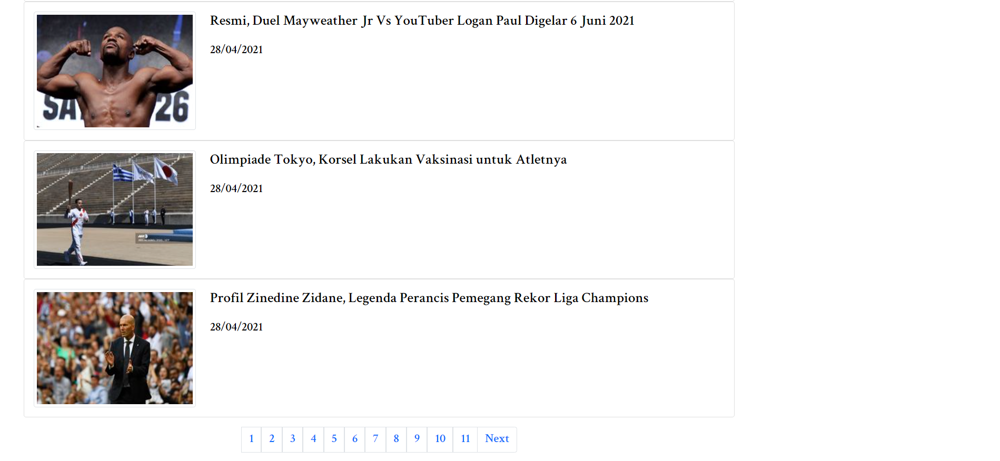 Resmi, Duel Mayweather Jr Vs YouTuber Logan Paul Digelar 6 Juni 2021
28/04/2021
SA 26
Olimpiade Tokyo, Korsel Lakukan Vaksinasi untuk Atletnya
28/04/2021
AFP
Profil Zinedine Zidane, Legenda Perancis Pemegang Rekor Liga Champions
28/04/2021
1 2 3 4 5 6 7 8 9 10 11 Next